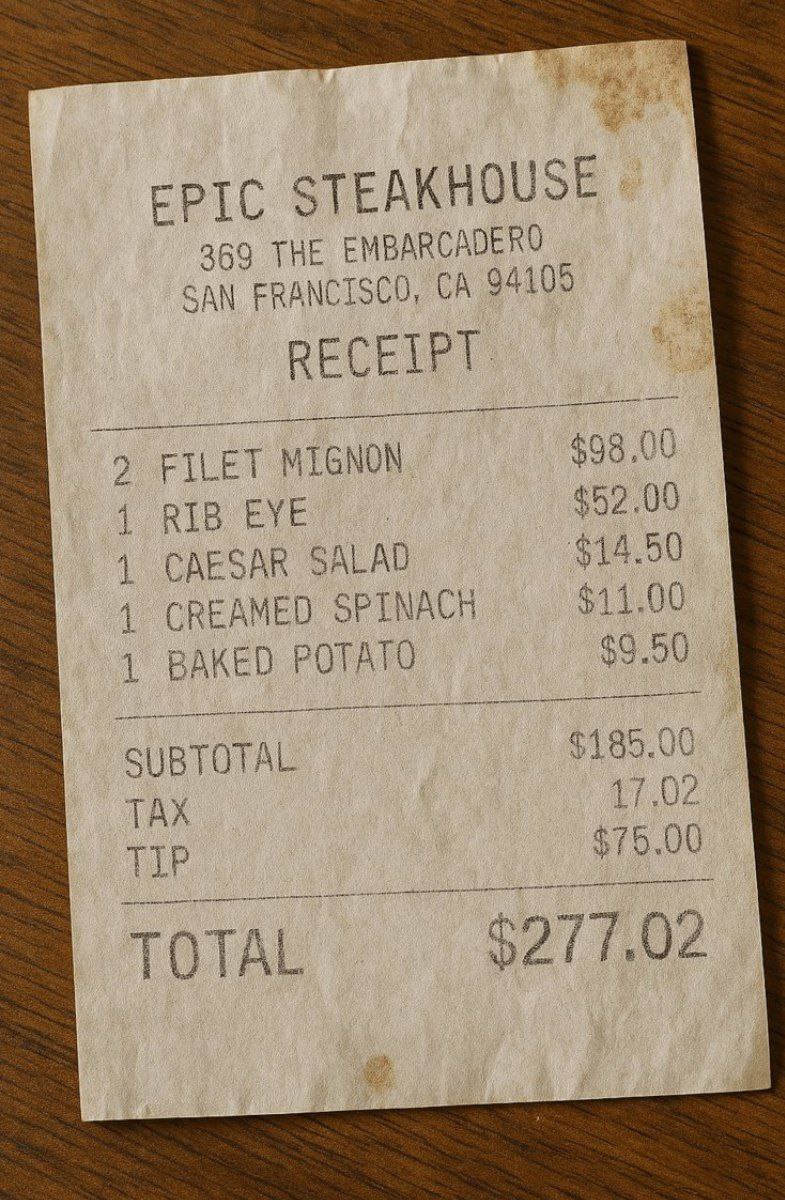 EPIC STEAKHOUSE
369 THE EMBARCADERO
SAN FRANCISCO, CA 94105
RECEIPT
2 FILET MIGNON $98.00
1 RIB EYE $52.00
1 CAESAR SALAD $14.50
1 CREAMED SPINACH $11.00
1 BAKED POTATO $9.50
SUBTOTAL $185.00
TAX 17.02
TIP $75.00
TOTAL $277.02